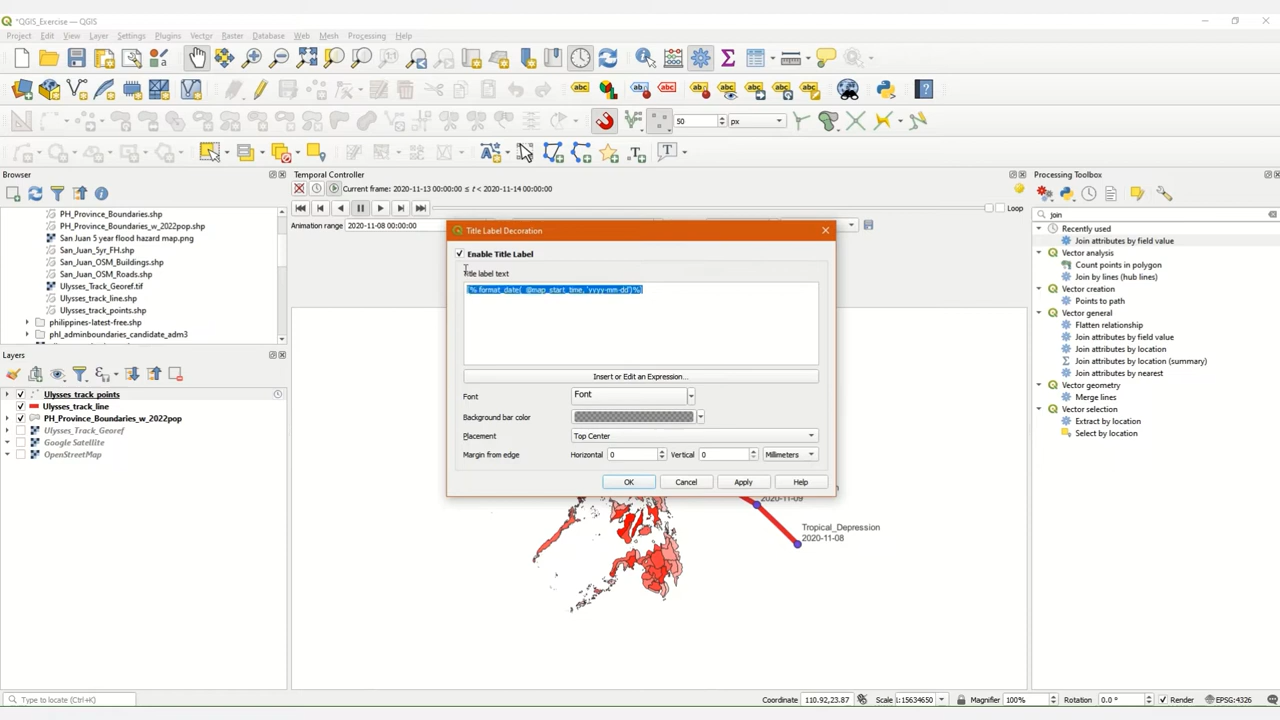 *QGIS_Exercise — QGIS
Project Edit View Layer Settings Plugins Vector Raster Database Web Mesh Processing Help
50 px
Browser
PH_Province_Boundaries.shp
PH_Province_Boundaries_w_2022pop.shp
San Juan 5 year flood hazard map.png
San_Juan_5yr_FH.shp
San_Juan_OSM_Buildings.shp
San_Juan_OSM_Roads.shp
Ulysses_Track_Georef.tif
Ulysses_track_line.shp
Ulysses_track_points.shp
philippines-latest-free.shp
phl_adminboundaries_candidate_adm3
Layers
Ulysses_track_points
Ulysses_track_line
PH_Province_Boundaries_w_2022pop
Ulysses_Track_Georef
Google Satellite
OpenStreetMap
Temporal Controller
Current frame: 2020-11-13 00:00:00 ≤ t < 2020-11-14 00:00:00
Loop
Animation range 2020-11-08 00:00:00
Title Label Decoration
Enable Title Label
Title label text
[% format_date( @map_start_time, 'yyyy-mm-dd')%]
Insert or Edit an Expression...
Font Font
Background bar color
Placement Top Center
Margin from edge Horizontal 0 Vertical 0 Millimeters
OK Cancel Apply Help
2020-11-09
Tropical_Depression
2020-11-08
Processing Toolbox
join
Recently used
Join attributes by field value
Vector analysis
Count points in polygon
Join by lines (hub lines)
Vector creation
Points to path
Vector general
Flatten relationship
Join attributes by field value
Join attributes by location
Join attributes by location (summary)
Join attributes by nearest
Vector geometry
Merge lines
Vector selection
Extract by location
Select by location
Type to locate (Ctrl+K)
Coordinate 110.92,23.87 Scale 1:15634650 Magnifier 100% Rotation 0.0 ° Render EPSG:4326